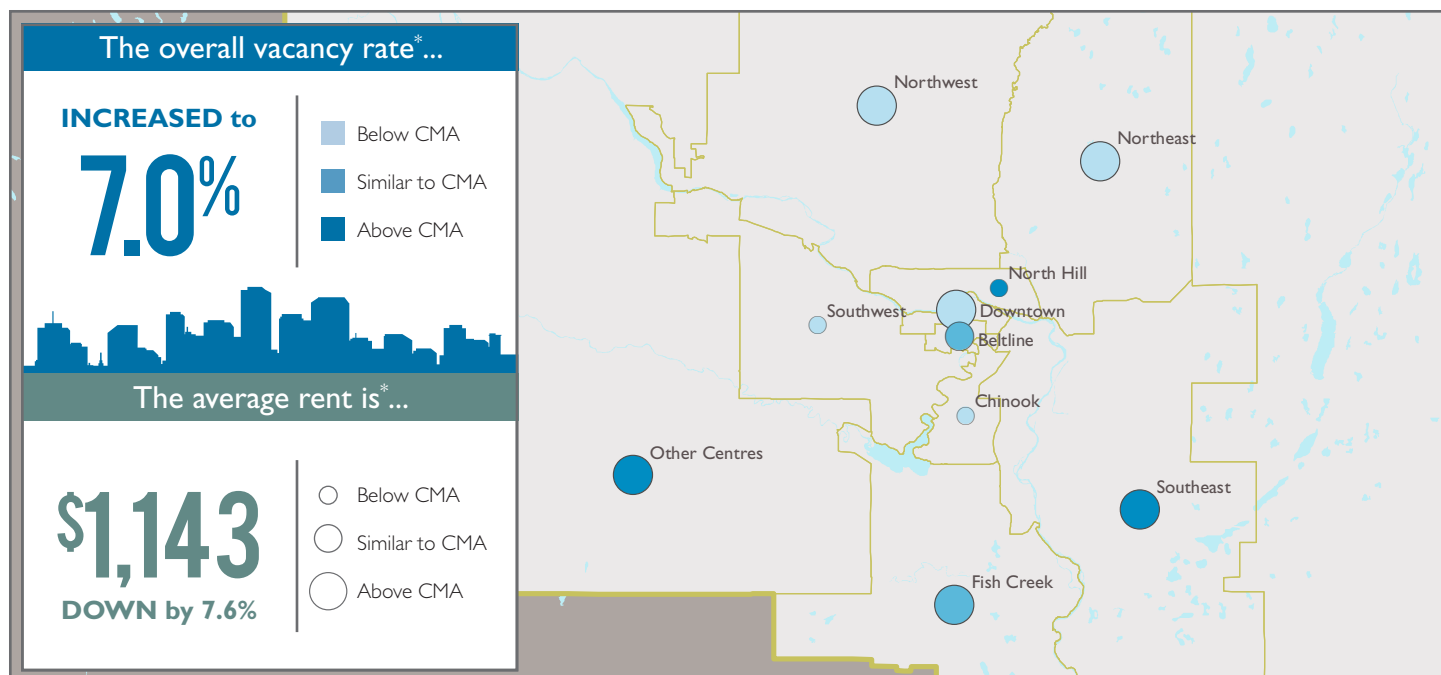 The overall vacancy rate*...
INCREASED to
7.0%
Below CMA
Similar to CMA
Above CMA
The average rent is*...
$1,143
DOWN by 7.6%
Below CMA
Similar to CMA
Above CMA
Northwest
Northeast
North Hill
Southwest
Downtown
Beltline
Chinook
Other Centres
Southeast
Fish Creek